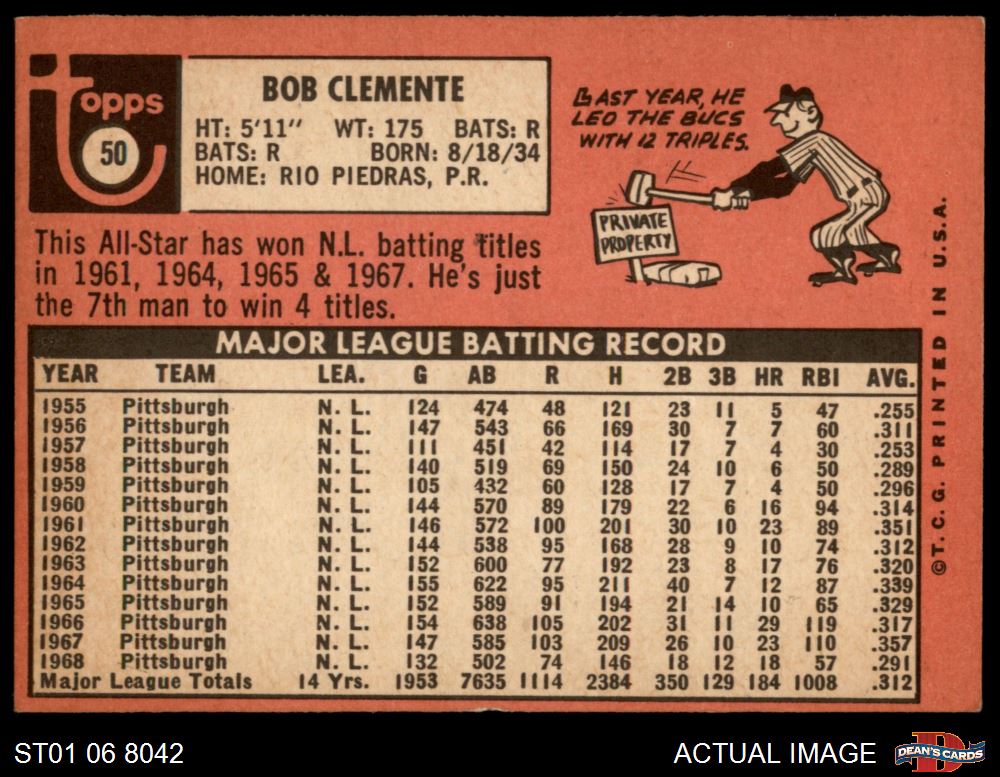 Topps
50
BOB CLEMENTE
HT: 5'11" WT: 175 BATS: R
BATS: R BORN: 8/18/34
HOME: RIO PIEDRAS, P.R.
LAST YEAR, HE
LED THE BUCS
WITH 12 TRIPLES.
PRIVATE
PROPERTY
This All-Star has won N.L. batting titles
in 1961, 1964, 1965 & 1967. He's just
the 7th man to win 4 titles.
MAJOR LEAGUE BATTING RECORD
YEAR TEAM LEA. G AB R H 2B 3B HR RBI AVG.
1955 Pittsburgh N. L. 124 474 48 121 23 11 5 47 .255
1956 Pittsburgh N. L. 147 543 66 169 30 7 7 60 .311
1957 Pittsburgh N. L. 111 451 42 114 17 7 4 30 .253
1958 Pittsburgh N. L. 140 519 69 150 24 10 6 50 .289
1959 Pittsburgh N. L. 105 432 60 128 17 7 4 50 .296
1960 Pittsburgh N. L. 144 570 89 179 22 6 16 94 .314
1961 Pittsburgh N. L. 146 572 100 201 30 10 23 89 .351
1962 Pittsburgh N. L. 144 538 95 168 28 9 10 74 .312
1963 Pittsburgh N. L. 152 600 77 192 23 8 17 76 .320
1964 Pittsburgh N. L. 155 622 95 211 40 7 12 87 .339
1965 Pittsburgh N. L. 152 589 91 194 21 14 10 65 .329
1966 Pittsburgh N. L. 154 638 105 202 31 11 29 119 .317
1967 Pittsburgh N. L. 147 585 103 209 26 10 23 110 .357
1968 Pittsburgh N. L. 132 502 74 146 18 12 18 57 .291
Major League Totals 14 Yrs. 1953 7635 1114 2384 350 129 184 1008 .312
©T. C. G. PRINTED IN U. S. A.
ST01 06 8042
ACTUAL IMAGE
D
DEAN'S CARDS